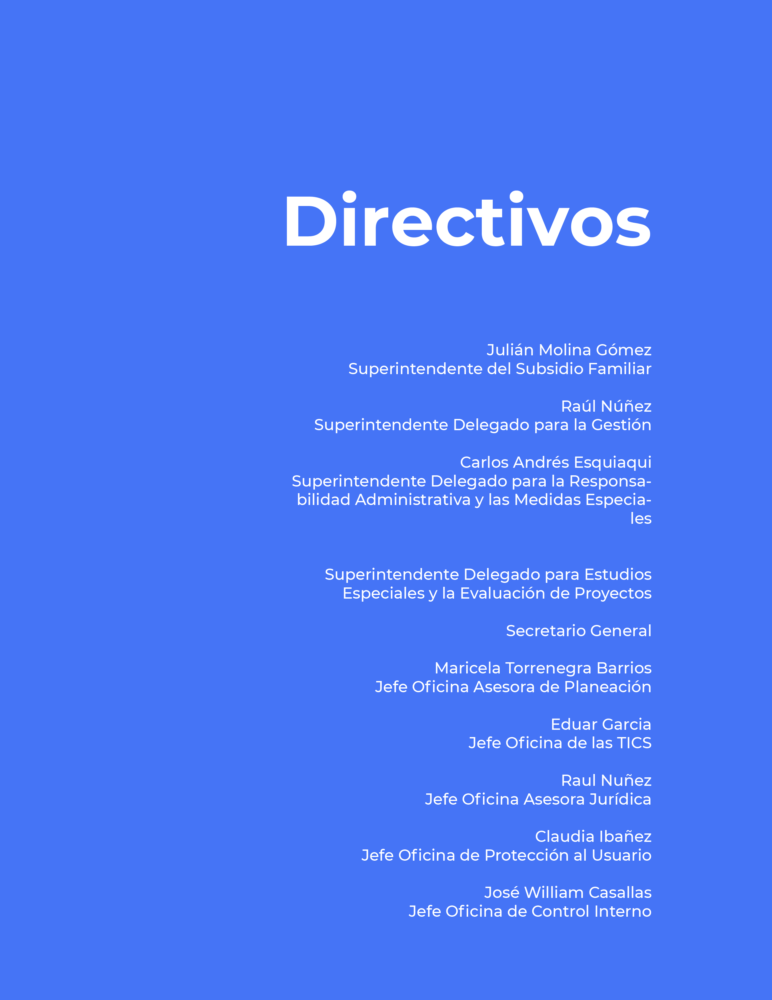 Directivos
Julián Molina Gómez
Superintendente del Subsidio Familiar
Raúl Núñez
Superintendente Delegado para la Gestión
Carlos Andrés Esquiaqui
Superintendente Delegado para la Responsa-
bilidad Administrativa y las Medidas Especia-
les
Superintendente Delegado para Estudios
Especiales y la Evaluación de Proyectos
Secretario General
Maricela Torrenegra Barrios
Jefe Oficina Asesora de Planeación
Eduar Garcia
Jefe Oficina de las TICS
Raul Nuñez
Jefe Oficina Asesora Jurídica
Claudia Ibañez
Jefe Oficina de Protección al Usuario
José William Casallas
Jefe Oficina de Control Interno